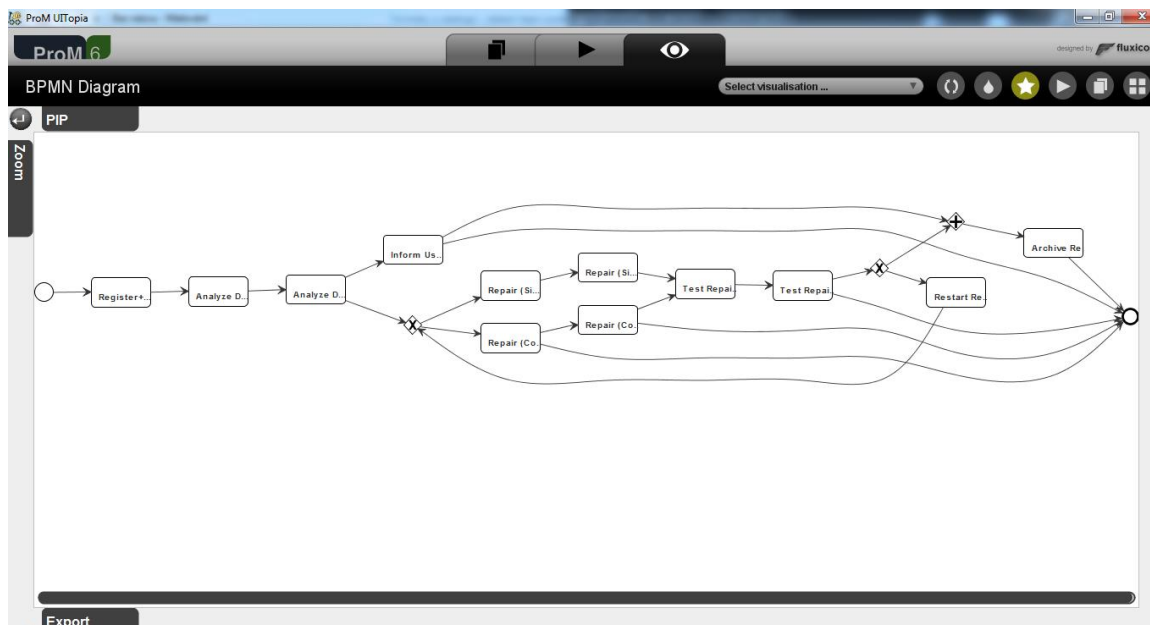 ProM UITopia
ProM 6
designed by fluxico
BPMN Diagram
Select visualisation ...
PIP
Zoom
Inform Us..
Archive Re
Repair (Si..
Register+..
Analyze D..
Analyze D..
Repair (Si...
Test Repai..
Test Repai..
Restart Re..
Repair (Co.
Repair (Co..
X
X
Export